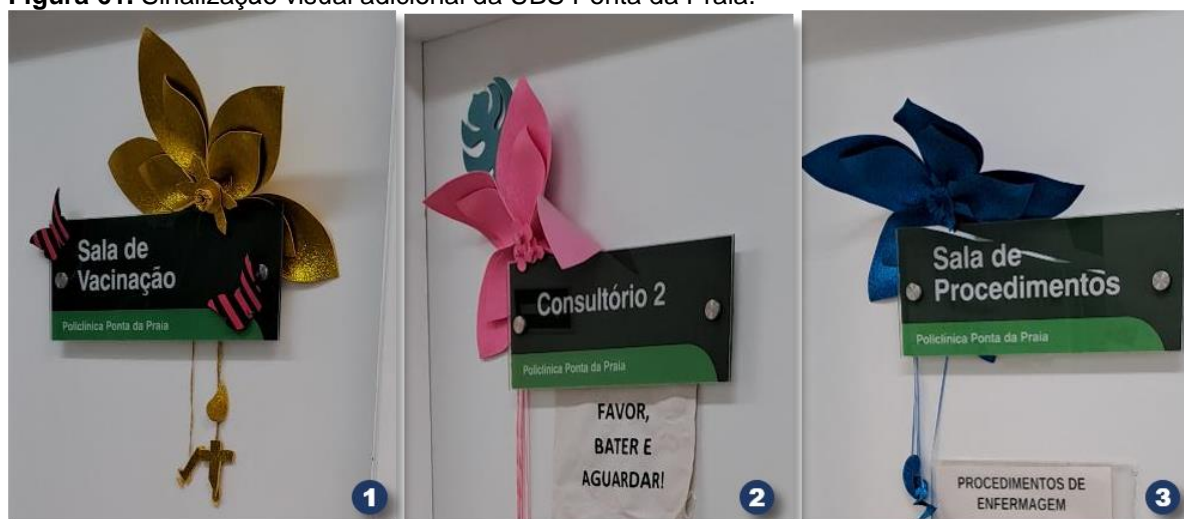 Figura 01. Sinalização visual adicional da UBS Ponta da Praia.
Sala de
Vacinação
Policlínica Ponta da Praia
1
Consultório 2
Policlínica Ponta da Praia
FAVOR,
BATER E
AGUARDAR!
2
Sala de
Procedimentos
Policlínica Ponta da Praia
PROCEDIMENTOS DE
ENFERMAGEM
3